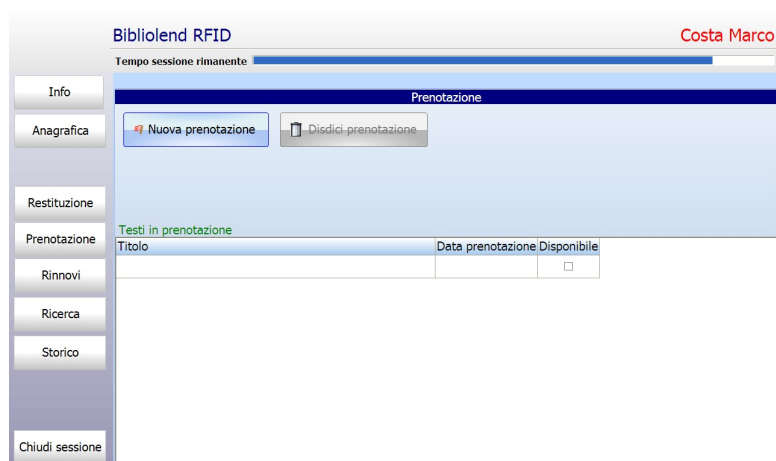 Bibliolend RFID
Costa Marco
Tempo sessione rimanente
Info
Anagrafica
Restituzione
Prenotazione
Rinnovi
Ricerca
Storico
Chiudi sessione
Prenotazione
Nuova prenotazione
Disdici prenotazione
Testi in prenotazione
Titolo Data prenotazione Disponibile